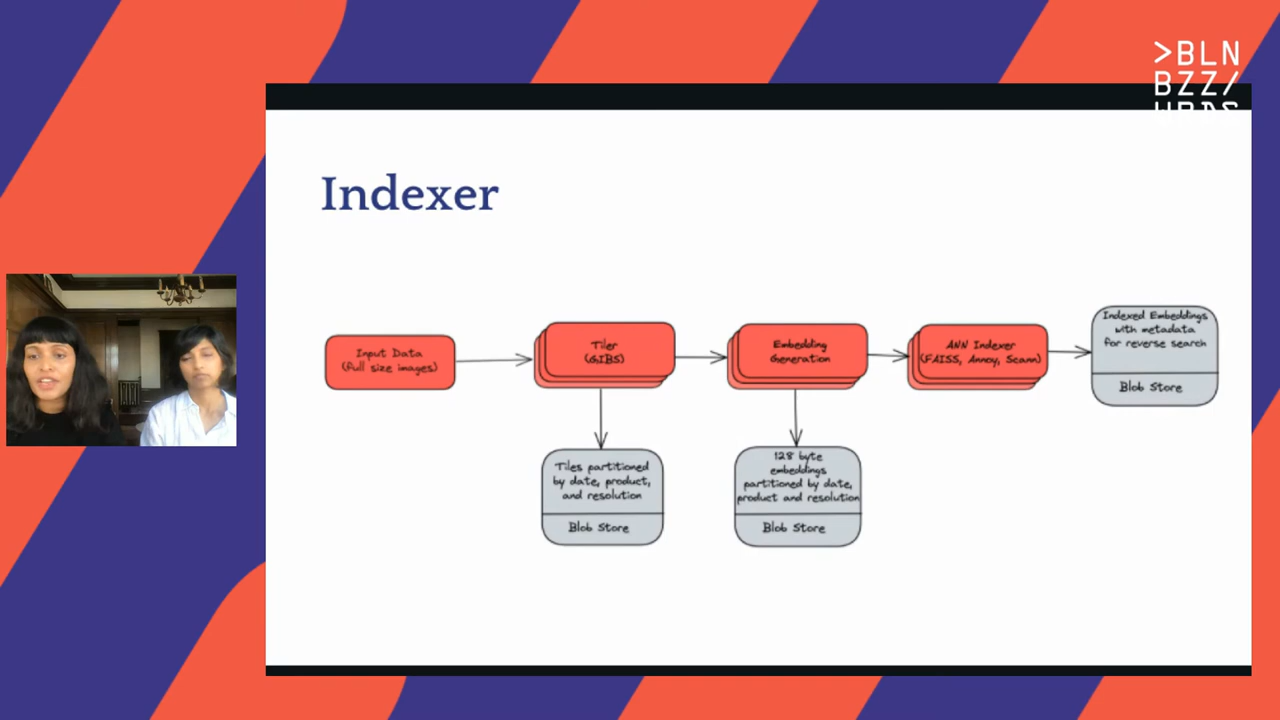 >BLN
BZZ/
Indexer
Input Data
(full size images)
Tiler
(GIBS)
Embedding
Generation
ANN Indexer
(FAISS, Annoy, Scann)
Indexed Embeddings
with metadata
for reverse search
Blob Store
Tiles partitioned
by date, product,
and resolution
Blob Store
128 byte
embeddings
partitioned by date,
product and resolution
Blob Store